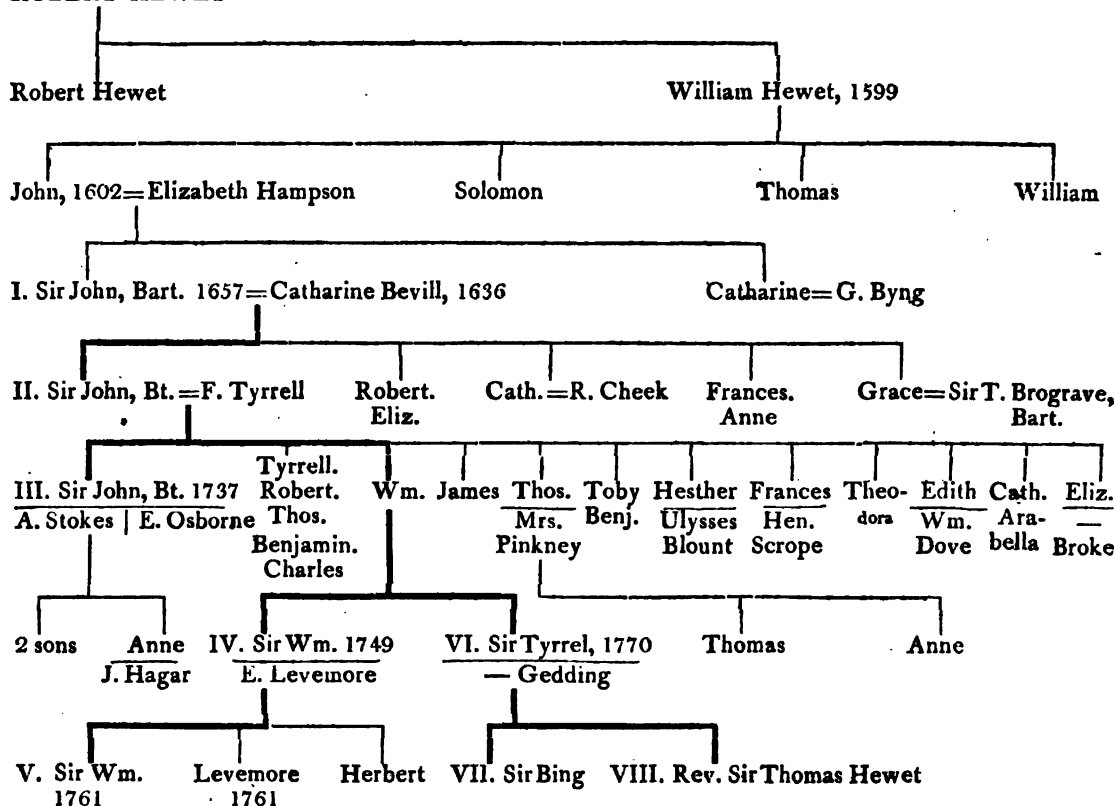 Robert Hewet William Hewet, 1599
John, 1602=Elizabeth Hampson Solomon Thomas William
I. Sir John, Bart. 1657=Catharine Bevill, 1636 Catharine=G. Byng
II. Sir John, Bt.=F. Tyrrell Robert. Cath.=R. Cheek Frances. Grace=Sir T. Brograve,
Eliz. Anne Bart.
Tyrrell.
III. Sir John, Bt. 1737 Robert. Wm. James Thos. Toby Hesther Frances Theo- Edith Cath. Eliz.
A. Stokes | E. Osborne Thos. Mrs. Benj. Ulysses Hen. dora Wm. Ara- —
Benjamin. Pinkney Blount Scrope Dove bella Broke
Charles
2 sons Anne IV. Sir Wm. 1749 VI. Sir Tyrrel, 1770 Thomas Anne
J. Hagar E. Levemore — Gedding
V. Sir Wm. Levemore Herbert VII. Sir Bing VIII. Rev. Sir Thomas Hewet
1761 1761